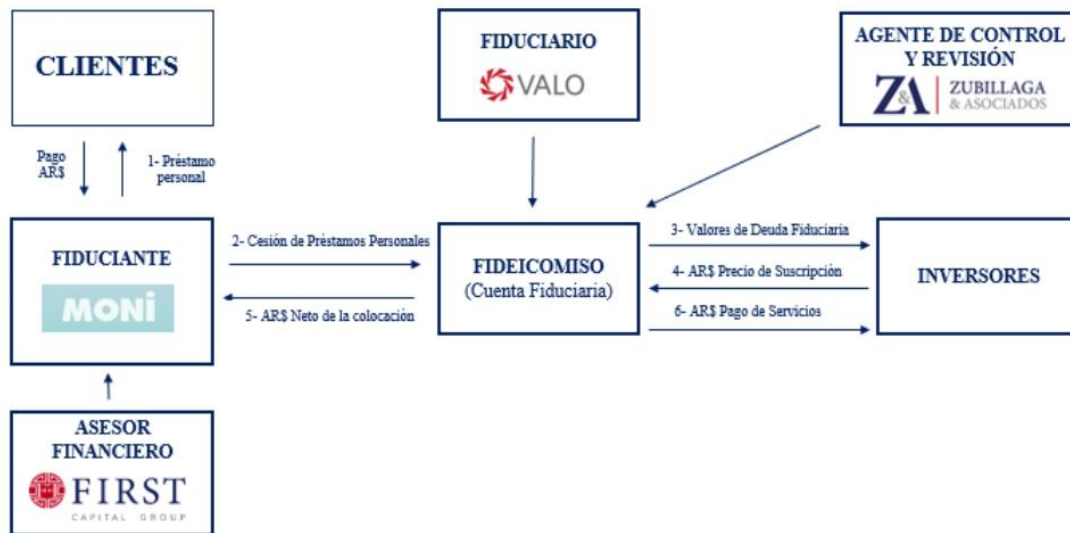 CLIENTES
FIDUCIARIO
VALO
AGENTE DE CONTROL
Y REVISIÓN
Z&A
ZUBILLAGA
& ASOCIADOS
Pago
AR$
1- Préstamo
personal
FIDUCIANTE
MONI
2- Cesión de Préstamos Personales
5- AR$ Neto de la colocación
FIDEICOMISO
(Cuenta Fiduciaria)
3- Valores de Deuda Fiduciaria
4- AR$ Precio de Suscripción
6- AR$ Pago de Servicios
INVERSORES
ASESOR
FINANCIERO
FIRST
CAPITAL GROUP